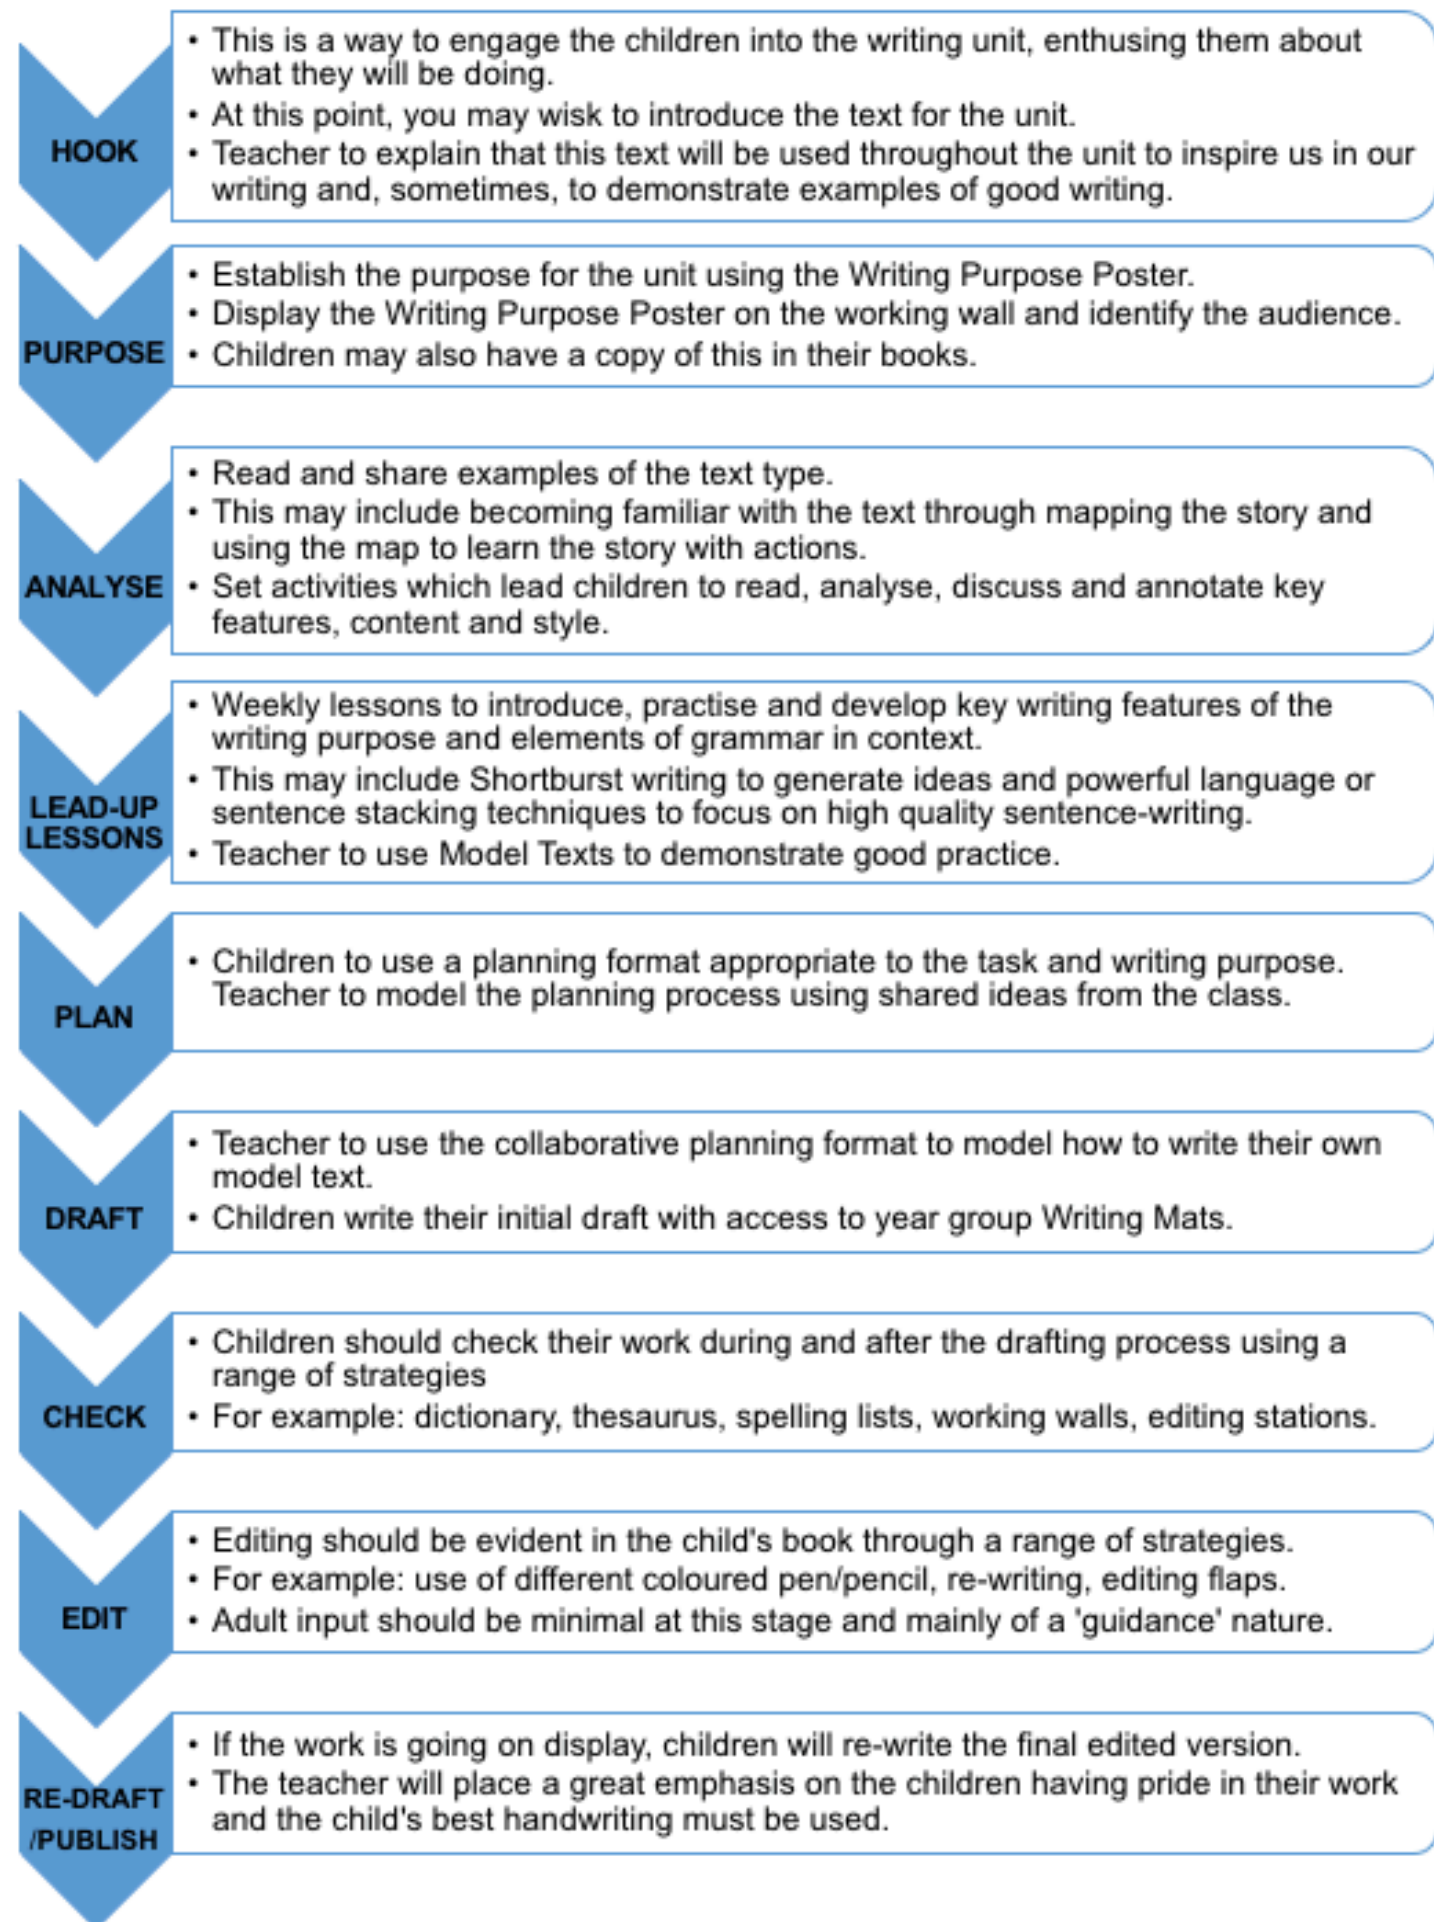 HOOK
• This is a way to engage the children into the writing unit, enthusing them about
what they will be doing.
• At this point, you may wisk to introduce the text for the unit.
• Teacher to explain that this text will be used throughout the unit to inspire us in our
writing and, sometimes, to demonstrate examples of good writing.
PURPOSE
• Establish the purpose for the unit using the Writing Purpose Poster.
• Display the Writing Purpose Poster on the working wall and identify the audience.
• Children may also have a copy of this in their books.
ANALYSE
• Read and share examples of the text type.
• This may include becoming familiar with the text through mapping the story and
using the map to learn the story with actions.
• Set activities which lead children to read, analyse, discuss and annotate key
features, content and style.
LEAD-UP
LESSONS
• Weekly lessons to introduce, practise and develop key writing features of the
writing purpose and elements of grammar in context.
• This may include Shortburst writing to generate ideas and powerful language or
sentence stacking techniques to focus on high quality sentence-writing.
• Teacher to use Model Texts to demonstrate good practice.
PLAN
• Children to use a planning format appropriate to the task and writing purpose.
Teacher to model the planning process using shared ideas from the class.
DRAFT
• Teacher to use the collaborative planning format to model how to write their own
model text.
• Children write their initial draft with access to year group Writing Mats.
CHECK
• Children should check their work during and after the drafting process using a
range of strategies
• For example: dictionary, thesaurus, spelling lists, working walls, editing stations.
EDIT
• Editing should be evident in the child's book through a range of strategies.
• For example: use of different coloured pen/pencil, re-writing, editing flaps.
• Adult input should be minimal at this stage and mainly of a 'guidance' nature.
RE-DRAFT
/PUBLISH
• If the work is going on display, children will re-write the final edited version.
• The teacher will place a great emphasis on the children having pride in their work
and the child's best handwriting must be used.